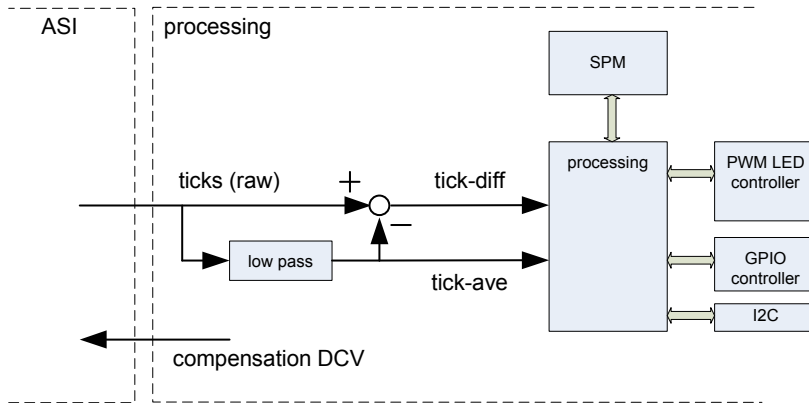 ASI
processing
SPM
processing
PWM LED
controller
ticks (raw)
+
tick-diff
−
low pass
tick-ave
GPIO
controller
I2C
compensation DCV